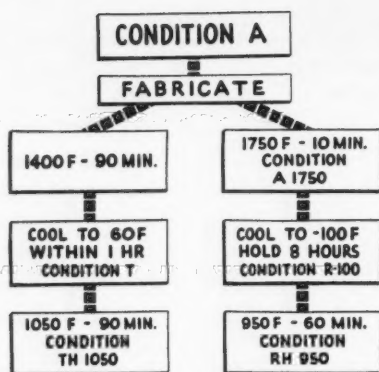 CONDITION A
FABRICATE
1400 F - 90 MIN.
COOL TO 60F
WITHIN 1 HR
CONDITION T
1050 F - 90 MIN.
CONDITION
TH 1050
1750 F - 10 MIN.
CONDITION
A 1750
COOL TO -100F
HOLD 8 HOURS
CONDITION R-100
950 F - 60 MIN.
CONDITION
RH 950